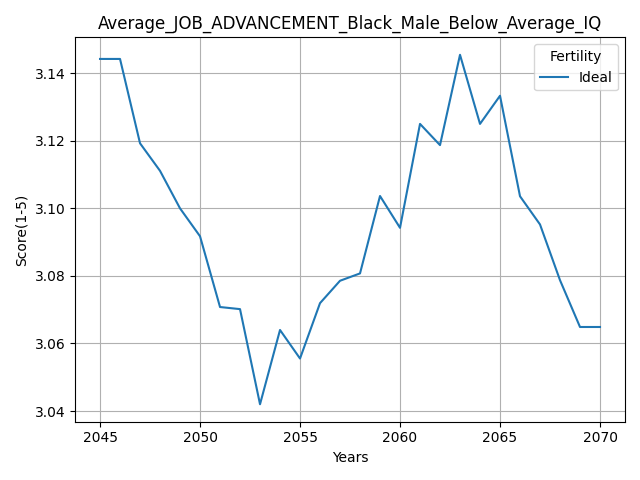 Average_JOB_ADVANCEMENT_Black_Male_Below_Average_IQ
Fertility
Ideal
3.14
3.12
3.10
3.08
3.06
3.04
Score(1-5)
2045 2050 2055 2060 2065 2070
Years